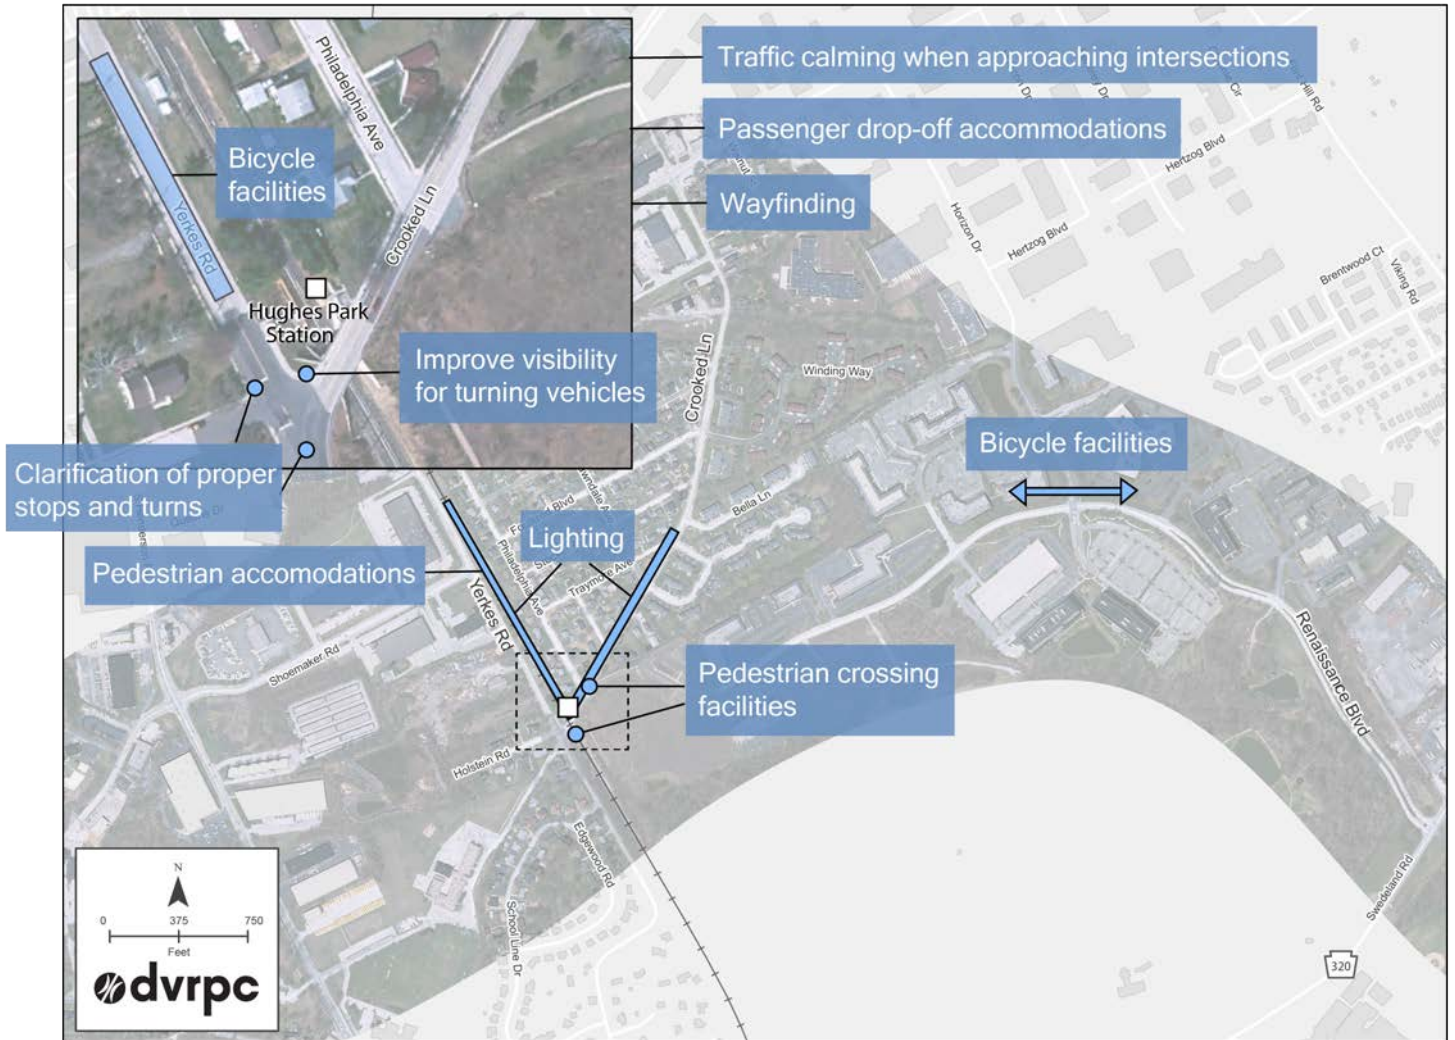 Traffic calming when approaching intersections
Passenger drop-off accommodations
Wayfinding
Philadelphia Ave
Bicycle
facilities
Yerkes Rd
Crooked Ln
Hughes Park
Station
Improve visibility
for turning vehicles
Clarification of proper
stops and turns
Hertzog Blvd
Horizon Dr
Hertzog Blvd
Brentwood Ct
Viking Rd
Crooked Ln
Winding Way
Bicycle facilities
Bella Ln
Lighting
Philadelphia Ave
Traymore Ave
Pedestrian accomodations
Yerkes Rd
Shoemaker Rd
Pedestrian crossing
facilities
Renaissance Blvd
Holstein Rd
Edgewood Rd
School Line Dr
Swedeland Rd
320
N
0 375 750
Feet
dvrpc